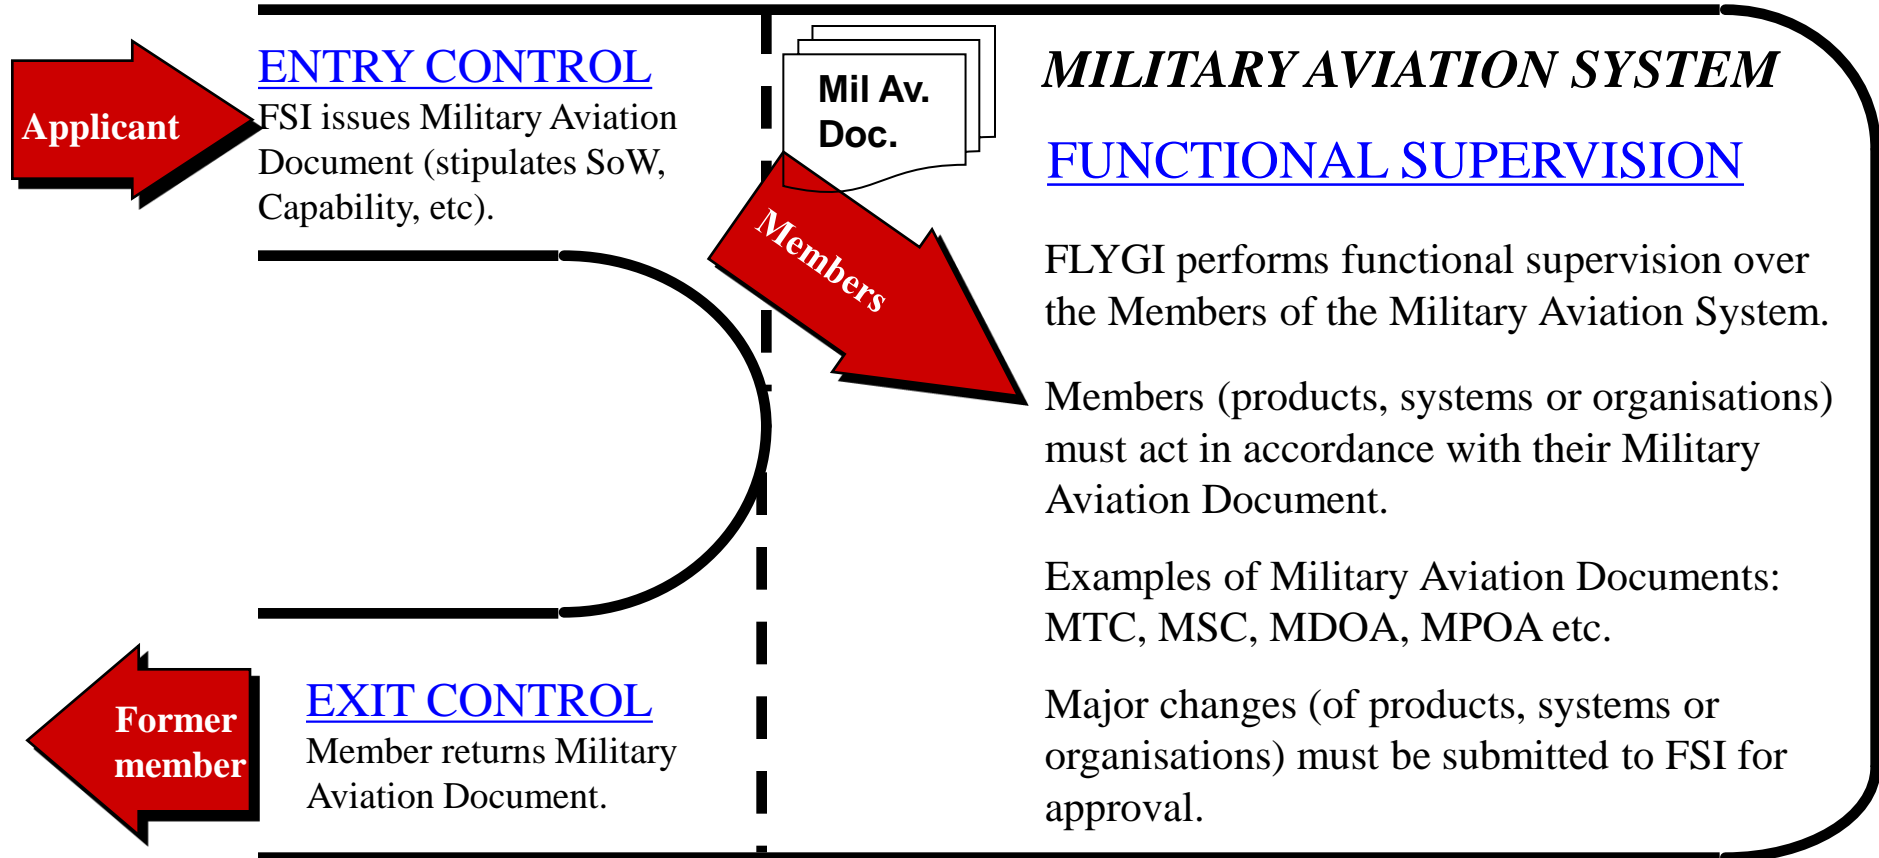 Applicant
ENTRY CONTROL
FSI issues Military Aviation
Document (stipulates SoW,
Capability, etc).
Mil Av.
Doc.
Members
MILITARY AVIATION SYSTEM
FUNCTIONAL SUPERVISION
FLYGI performs functional supervision over
the Members of the Military Aviation System.
Members (products, systems or organisations)
must act in accordance with their Military
Aviation Document.
Examples of Military Aviation Documents:
MTC, MSC, MDOA, MPOA etc.
Major changes (of products, systems or
organisations) must be submitted to FSI for
approval.
Former
member
EXIT CONTROL
Member returns Military
Aviation Document.